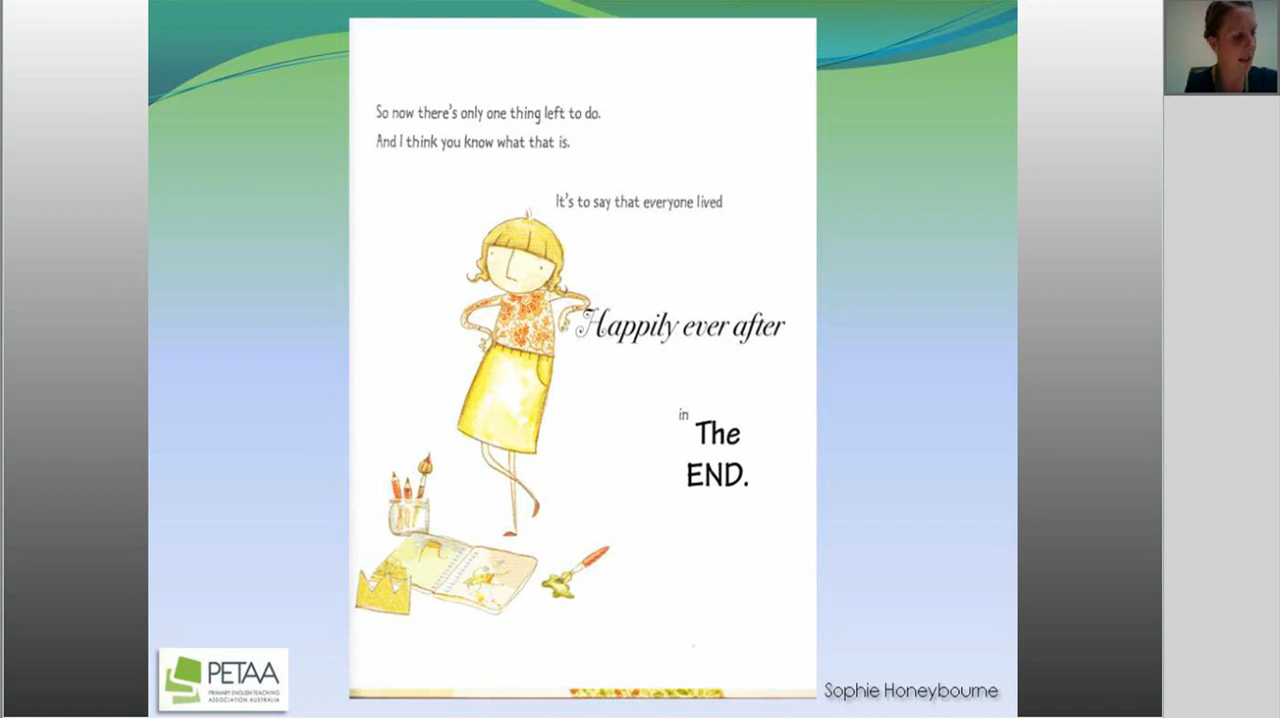 So now there's only one thing left to do.
And I think you know what that is.
It's to say that everyone lived
Happily ever after
in
The
END.
PETAA
PRIMARY ENGLISH TEACHING
ASSOCIATION AUSTRALIA
Sophie Honeybourne